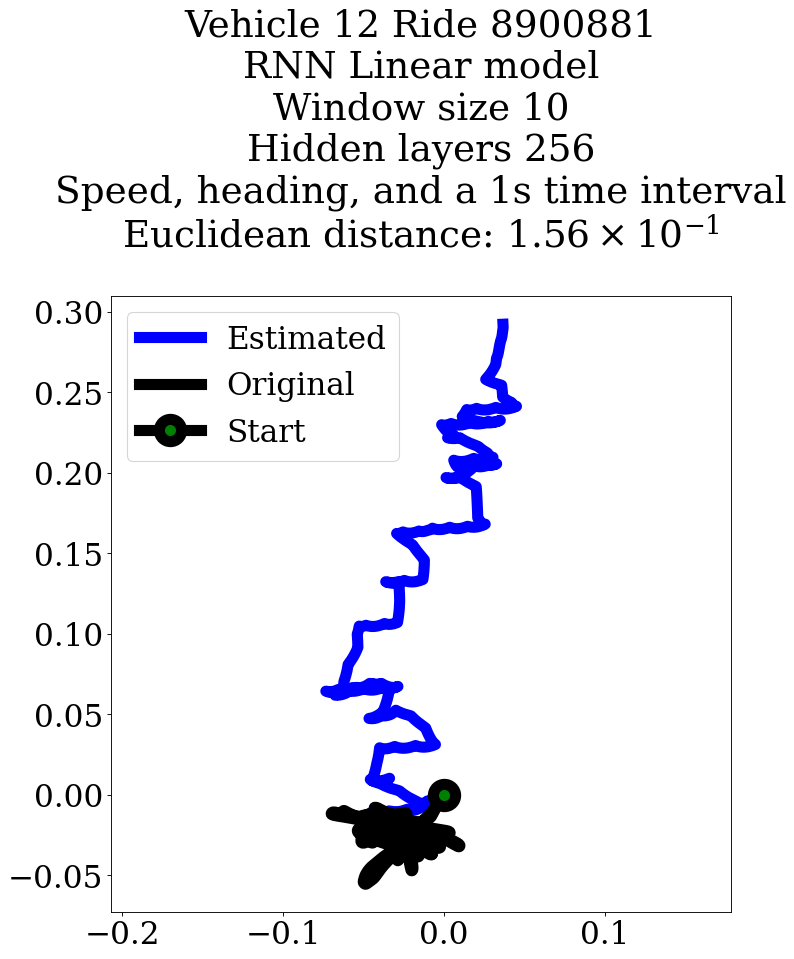 Vehicle 12 Ride 8900881
RNN Linear model
Window size 10
Hidden layers 256
Speed, heading, and a 1s time interval
Euclidean distance: 1.56 × 10⁻¹
Estimated
Original
Start
0.30
0.25
0.20
0.15
0.10
0.05
0.00
−0.05
−0.2
−0.1
0.0
0.1